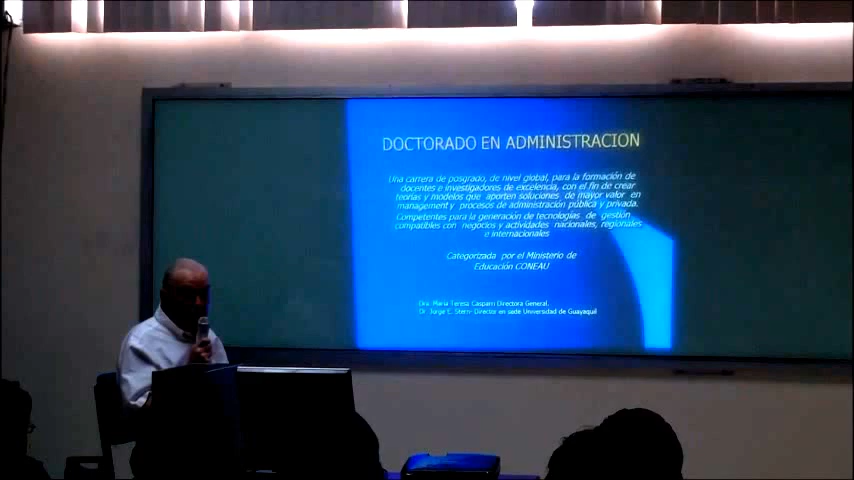 DOCTORADO EN ADMINISTRACION
Una carrera de posgrado, de nivel global, para la formación de
docentes e investigadores de excelencia, con el fin de crear
teorías y modelos que aporten soluciones de mayor valor en
management y procesos de administración pública y privada.
Competentes para la generación de tecnologías de gestión
compatibles con negocios y actividades nacionales, regionales
e internacionales
Categorizada por el Ministerio de
Educación CONEAU
Dra. María Teresa Casparri Directora General.
Dr. Jorge E. Stern- Director en sede Universidad de Guayaquil